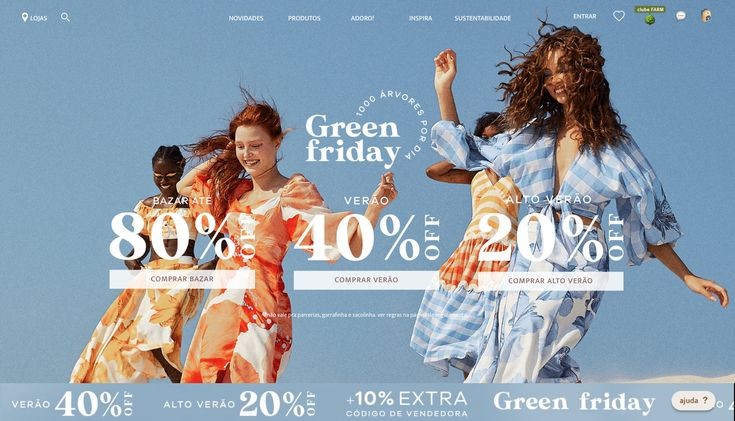 LOJAS
NOVIDADES
PRODUTOS
ADORO!
INSPIRA
SUSTENTABILIDADE
ENTRAR
clube FARM
1000 ÁRVORES POR DIA
Green
friday
BAZAR ATÉ
80% OFF
COMPRAR BAZAR
VERÃO
40% OFF
COMPRAR VERÃO
ALTO VERÃO
20% OFF
COMPRAR ALTO VERÃO
não vale pra parcerias, garrafinha e sacolinha. ver regras na página de
VERÃO 40% OFF
ALTO VERÃO 20% OFF
+10% EXTRA
CÓDIGO DE VENDEDORA
Green friday
ajuda ?